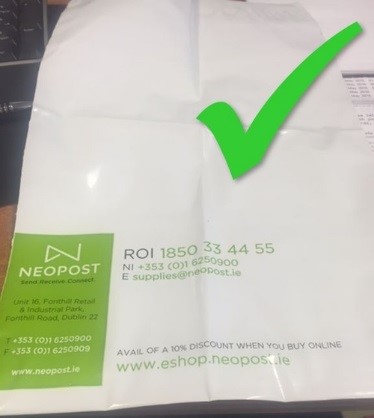 NEOPOST
Send. Receive. Connect.
Unit 16, Fonthill Retail
& Industrial Park,
Fonthill Road, Dublin 22
T +353 (0)1 6250900
F +353 (0)1 6250909
www.neopost.ie
ROI 1850 33 44 55
NI +353 (0)1 6250900
E supplies@neopost.ie
AVAIL OF A 10% DISCOUNT WHEN YOU BUY ONLINE
www.eshop.neopost.ie